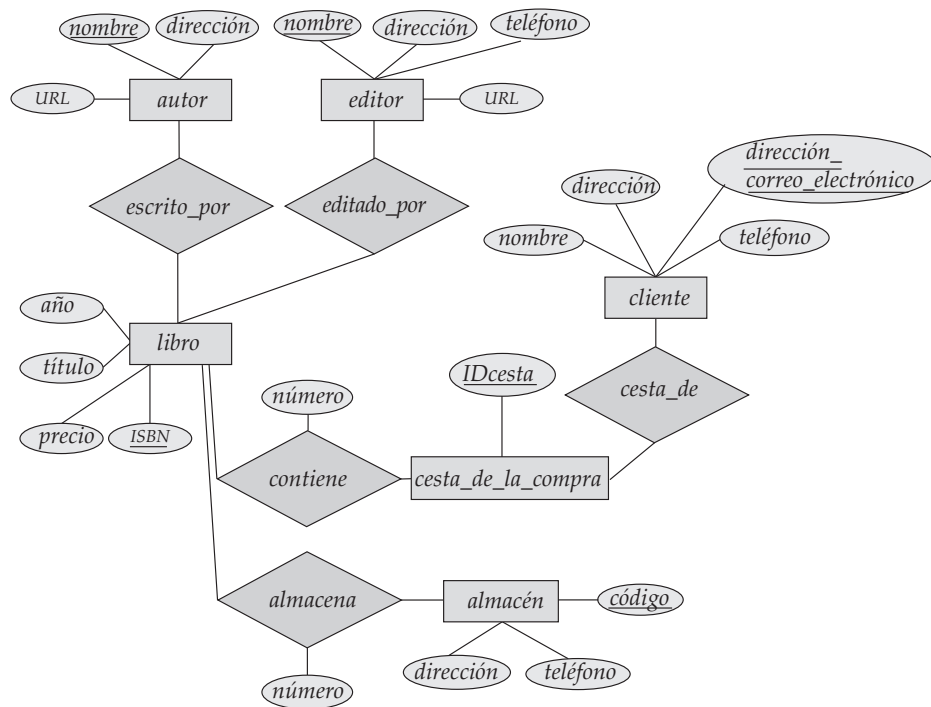 nombre
dirección
nombre
dirección
teléfono
URL
autor
editor
URL
escrito_por
editado_por
dirección
dirección_
correo_electrónico
nombre
teléfono
cliente
año
libro
título
precio
ISBN
número
IDcesta
cesta_de
contiene
cesta_de_la_compra
almacena
almacén
código
dirección
teléfono
número